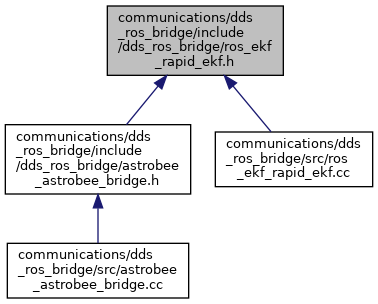 communications/dds
_ros_bridge/include
/dds_ros_bridge/ros_ekf
_rapid_ekf.h
communications/dds
_ros_bridge/include
/dds_ros_bridge/astrobee
_astrobee_bridge.h
communications/dds
_ros_bridge/src/ros
_ekf_rapid_ekf.cc
communications/dds
_ros_bridge/src/astrobee
_astrobee_bridge.cc